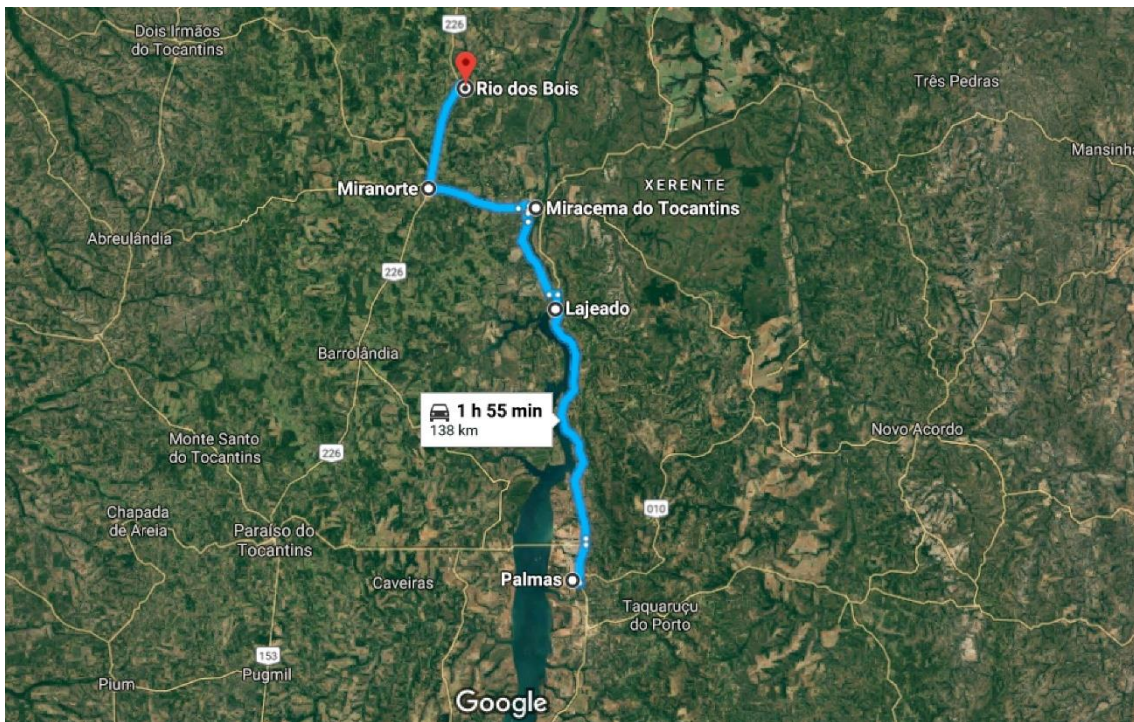 226
Dois Irmãos
do Tocantins
Rio dos Bois
Três Pedras
Mansinha
Miranorte
XERENTE
Miracema do Tocantins
Abreulândia
226
Lajeado
Barrolândia
1 h 55 min
138 km
Monte Santo
do Tocantins
226
Novo Acordo
Chapada
de Areia
Paraíso do
Tocantins
010
Caveiras
Palmas
Taquaruçu
do Porto
153
Pugmil
Pium
Google